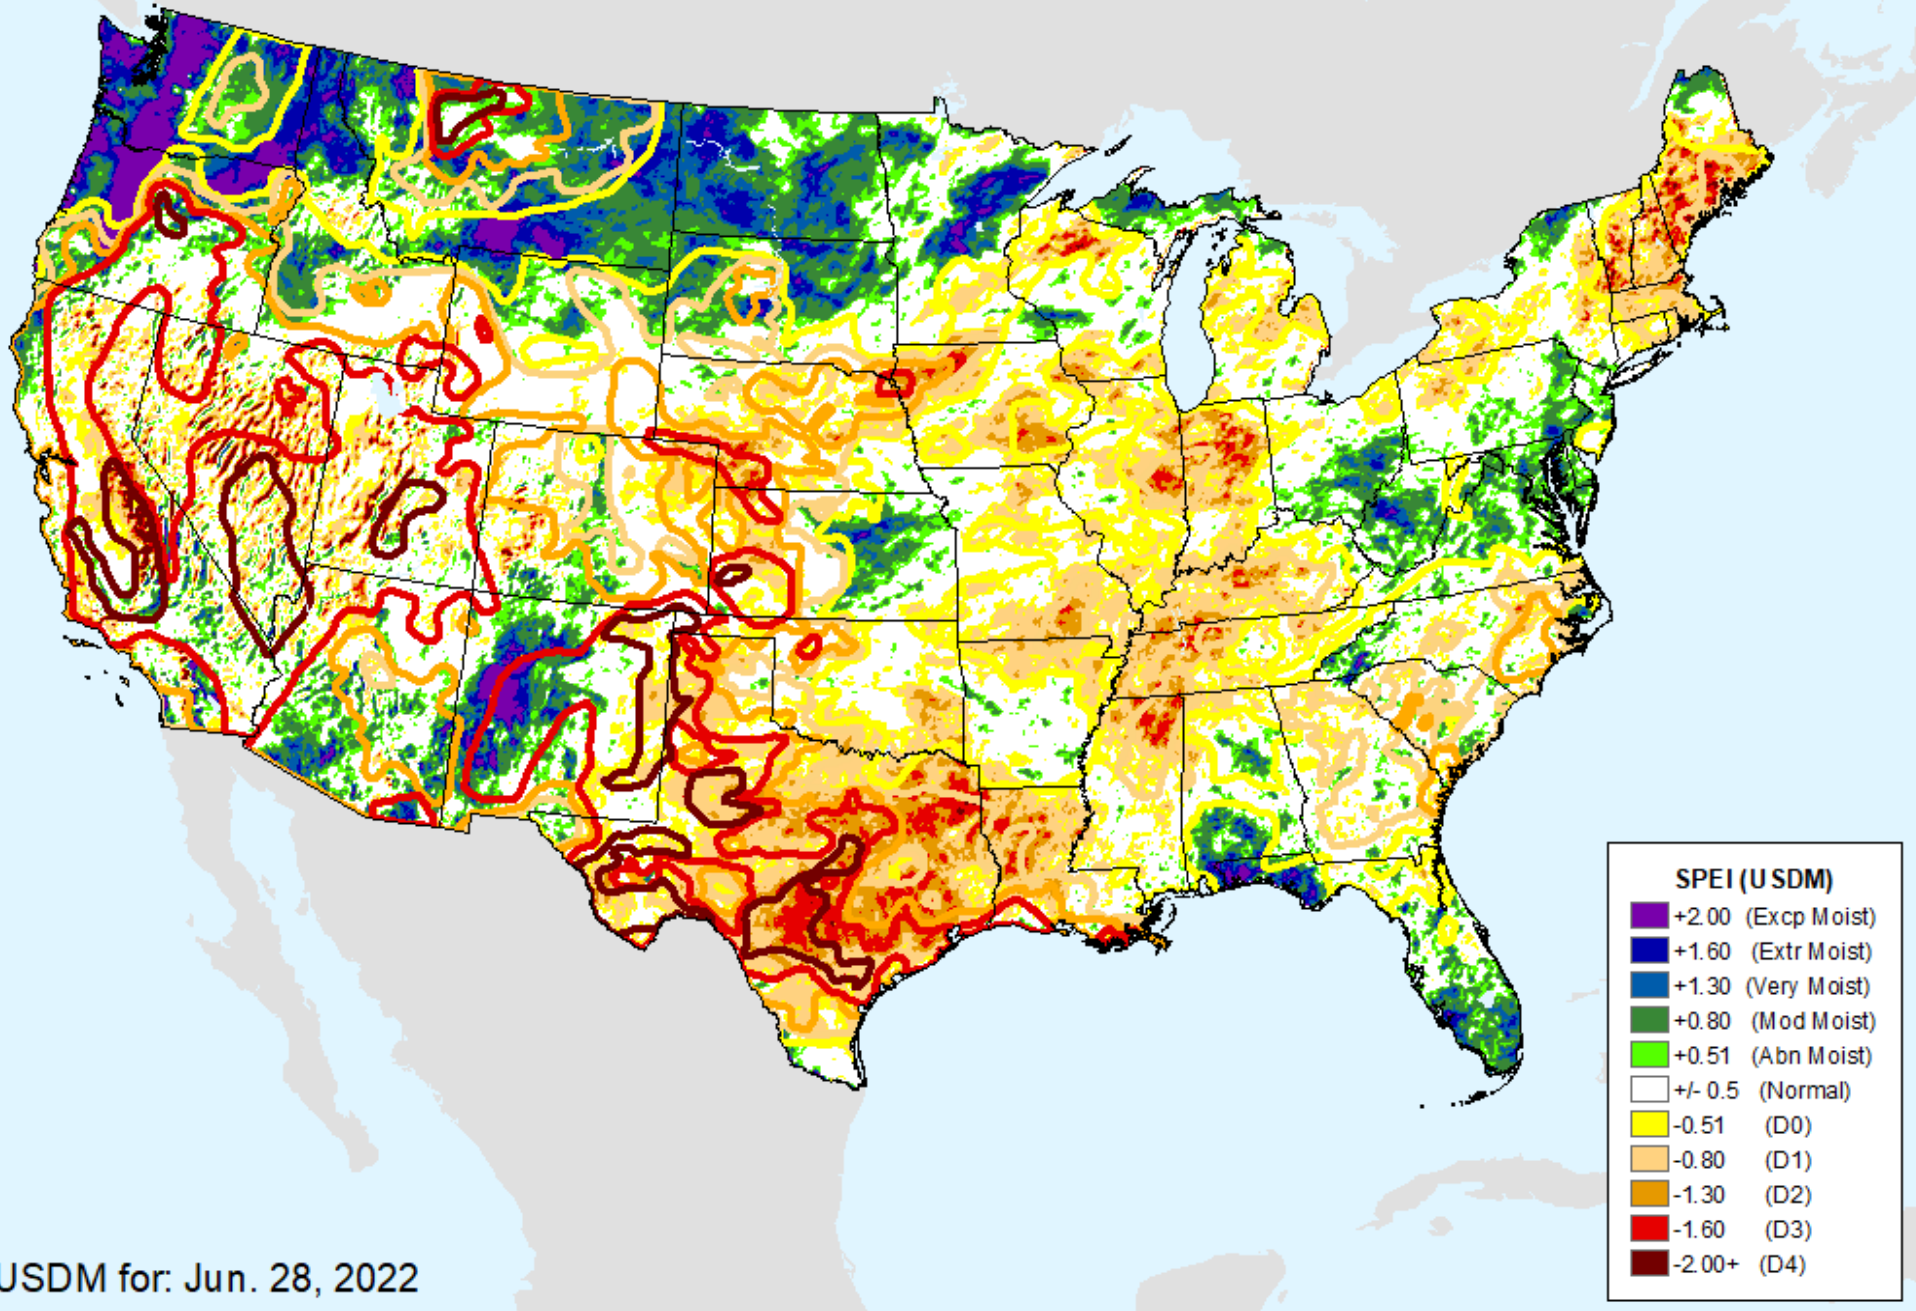 SPEI (USDM)
+2.00 (Excp Moist)
+1.60 (Extr Moist)
+1.30 (Very Moist)
+0.80 (Mod Moist)
+0.51 (Abn Moist)
+/- 0.5 (Normal)
-0.51 (D0)
-0.80 (D1)
-1.30 (D2)
-1.60 (D3)
-2.00+ (D4)
USDM for: Jun. 28, 2022